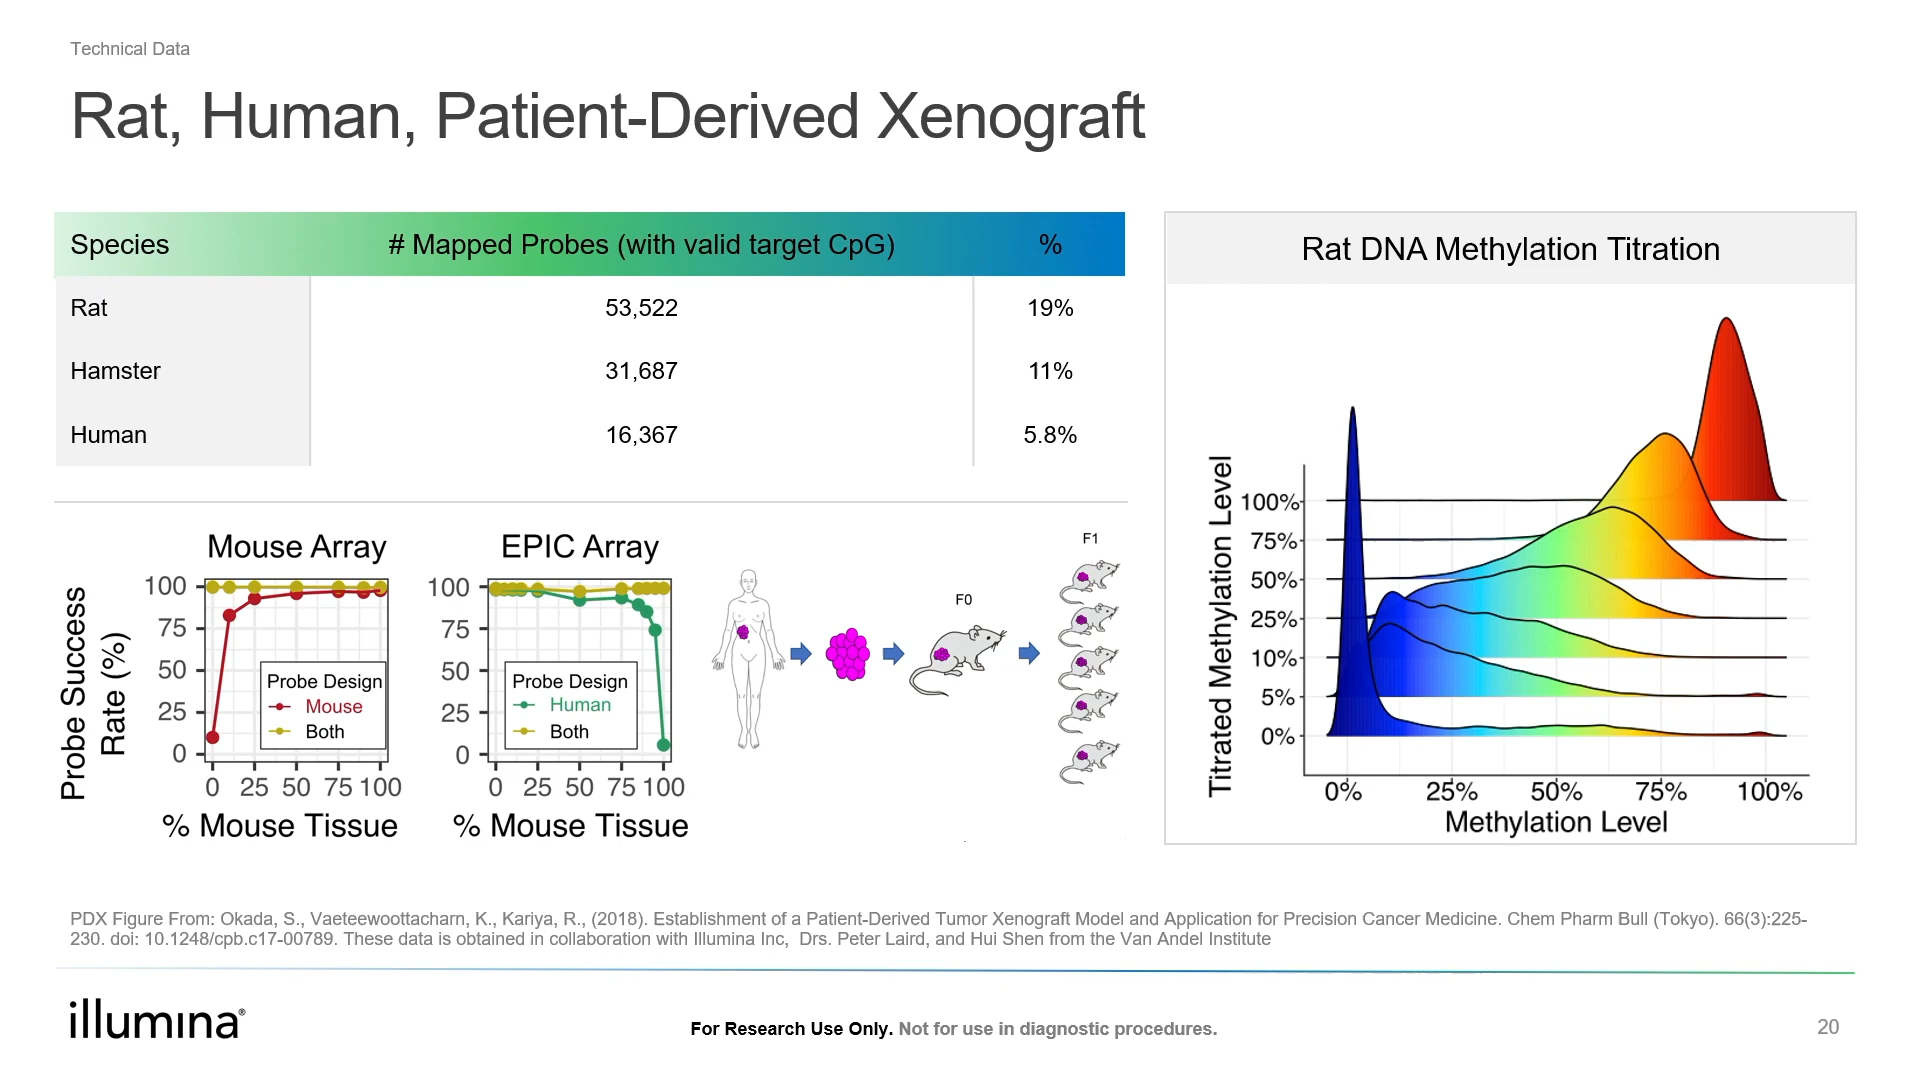 Technical Data
Rat, Human, Patient-Derived Xenograft
Species # Mapped Probes (with valid target CpG) %
Rat 53,522 19%
Hamster 31,687 11%
Human 16,367 5.8%
Mouse Array
Probe Success
Rate (%)
100
75
50
25
0
Probe Design
Mouse
Both
0 25 50 75 100
% Mouse Tissue
EPIC Array
100
75
50
25
0
Probe Design
Human
Both
0 25 50 75 100
% Mouse Tissue
F0
F1
Rat DNA Methylation Titration
Titrated Methylation Level
100%
75%
50%
25%
10%
5%
0%
0% 25% 50% 75% 100%
Methylation Level
PDX Figure From: Okada, S., Vaeteewoottacharn, K., Kariya, R., (2018). Establishment of a Patient-Derived Tumor Xenograft Model and Application for Precision Cancer Medicine. Chem Pharm Bull (Tokyo). 66(3):225-
230. doi: 10.1248/cpb.c17-00789. These data is obtained in collaboration with Illumina Inc, Drs. Peter Laird, and Hui Shen from the Van Andel Institute
illumına®
For Research Use Only. Not for use in diagnostic procedures.
20